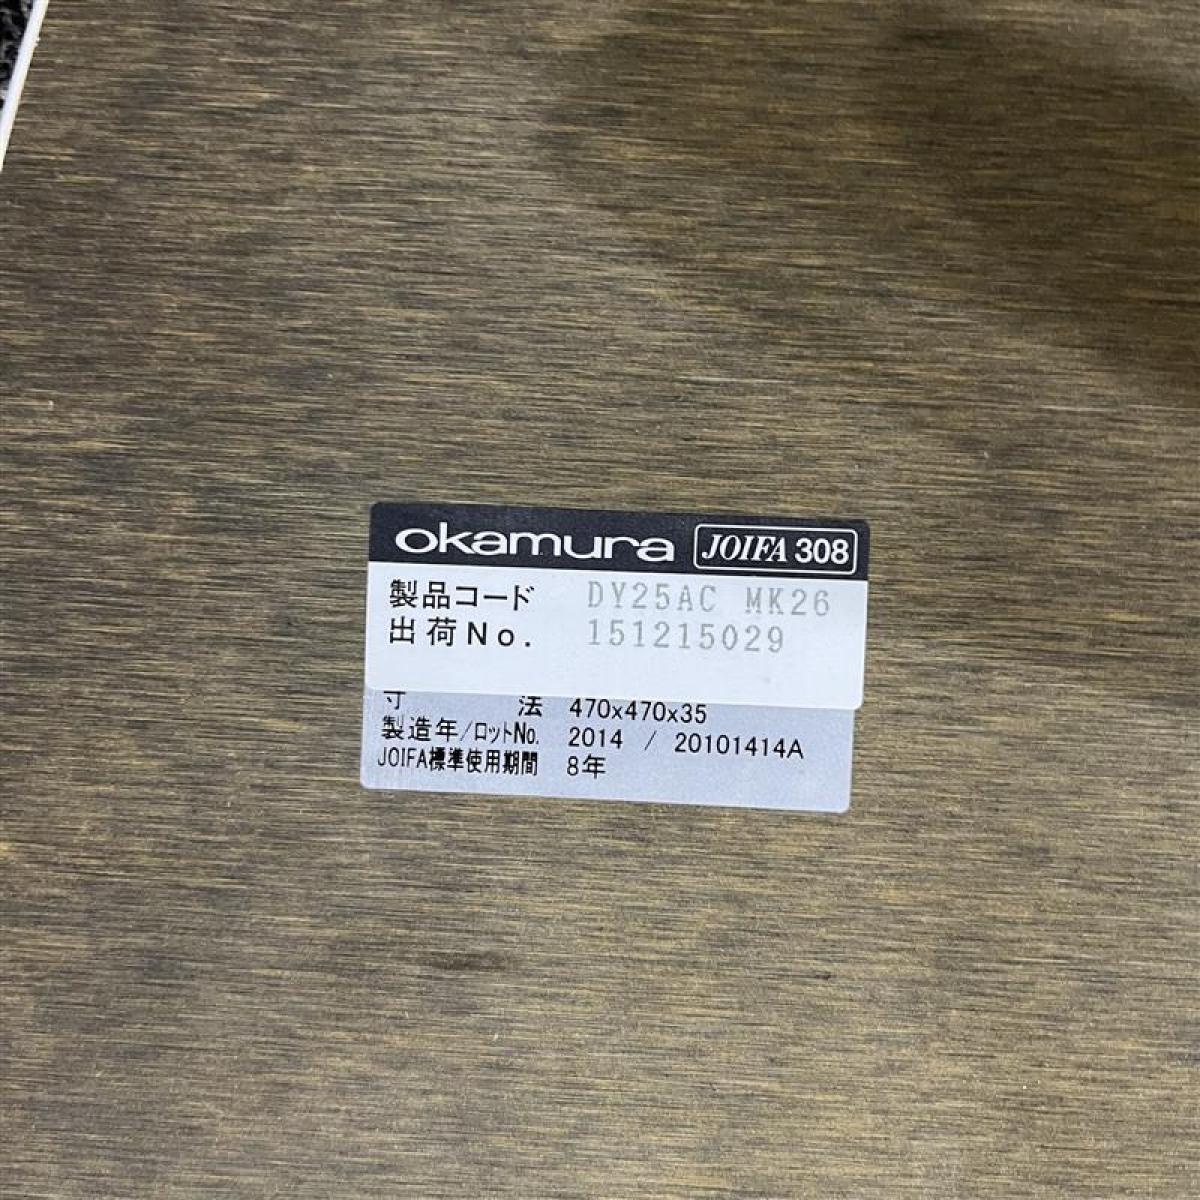 okamura JOIFA 308
製品コード DY25AC MK26
出荷No. 151215029
寸法 470x470x35
製造年/ロットNo. 2014 / 20101414A
JOIFA標準使用期間 8年